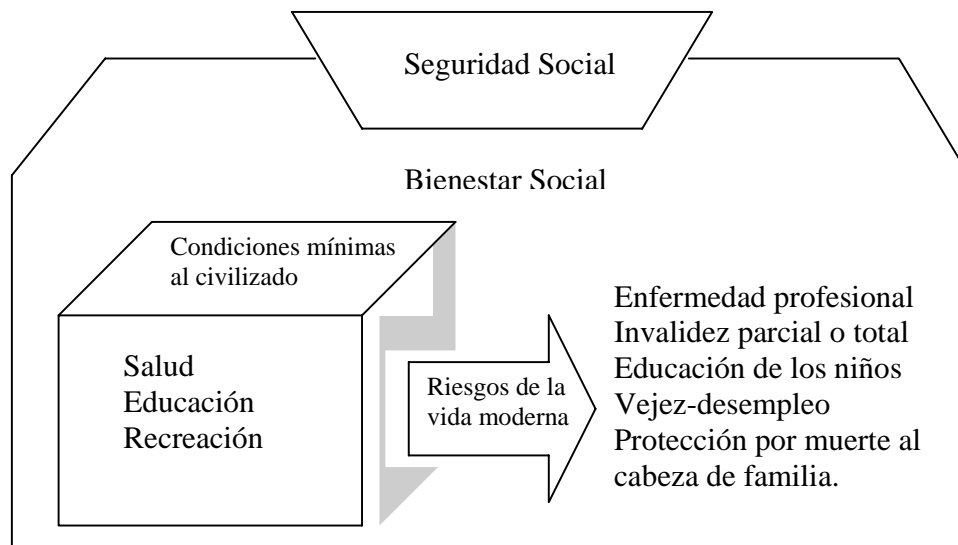 Seguridad Social
Bienestar Social
Condiciones mínimas
al civilizado
Salud
Educación
Recreación
Riesgos de la
vida moderna
Enfermedad profesional
Invalidez parcial o total
Educación de los niños
Vejez-desempleo
Protección por muerte al
cabeza de familia.